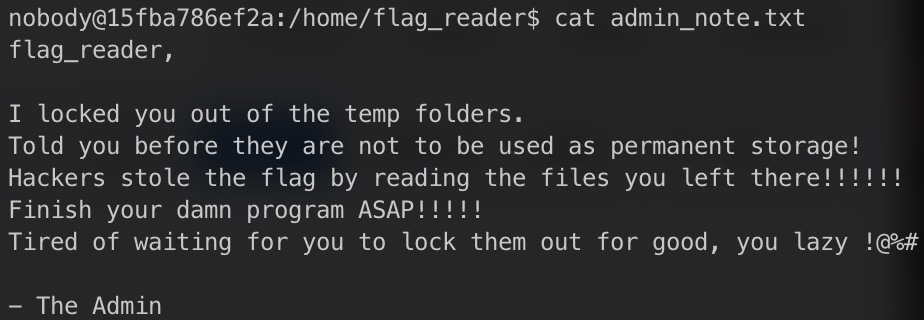 nobody@15fba786ef2a:/home/flag_reader$ cat admin_note.txt
flag_reader,
I locked you out of the temp folders.
Told you before they are not to be used as permanent storage!
Hackers stole the flag by reading the files you left there!!!!!!
Finish your damn program ASAP!!!!!
Tired of waiting for you to lock them out for good, you lazy !@%#
– The Admin